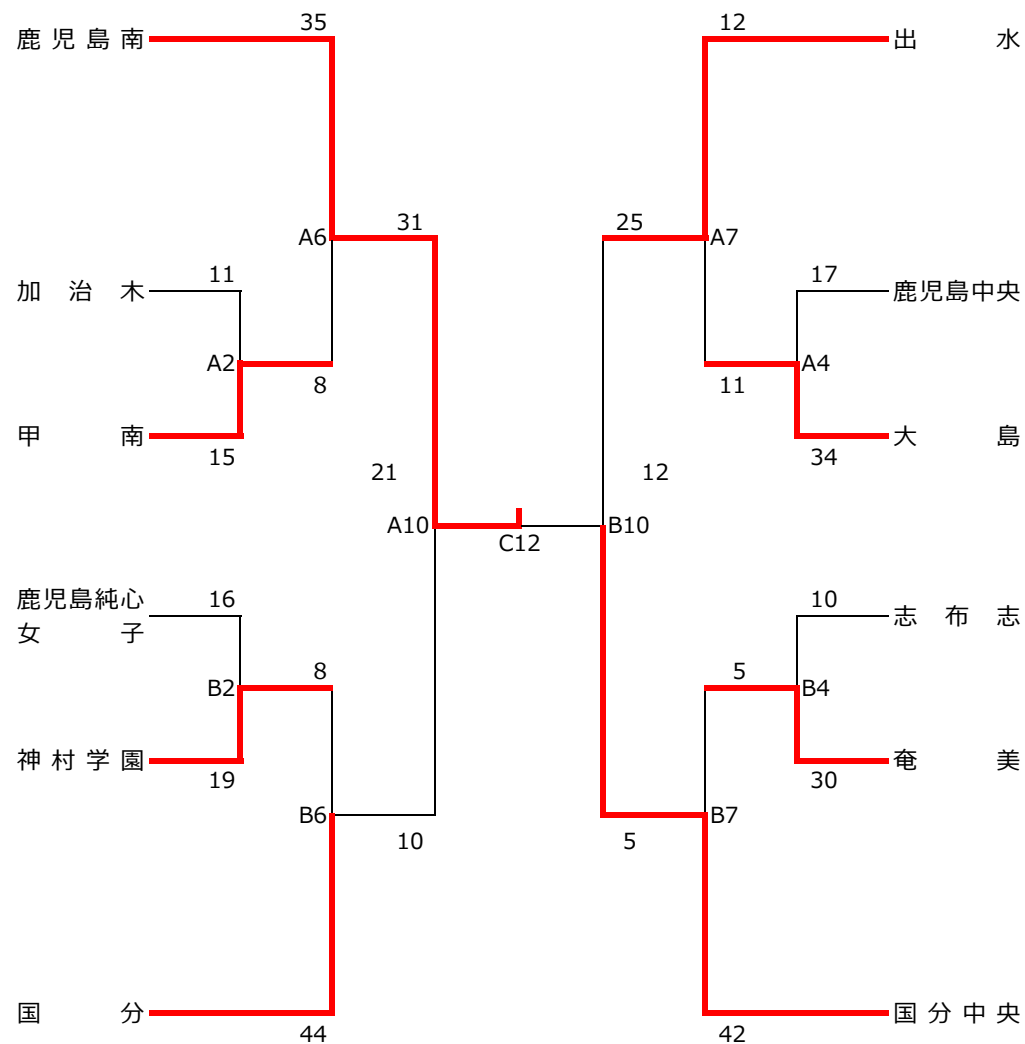 35
12
鹿児島南
出水
A6
31
25
A7
加治木
11
17
鹿児島中央
A2
8
11
A4
甲南
15
34
大島
21
12
A10
C12
B10
鹿児島純心
女子
16
10
志布志
B2
8
5
B4
神村学園
19
30
奄美
B6
10
5
B7
国分
44
42
国分中央